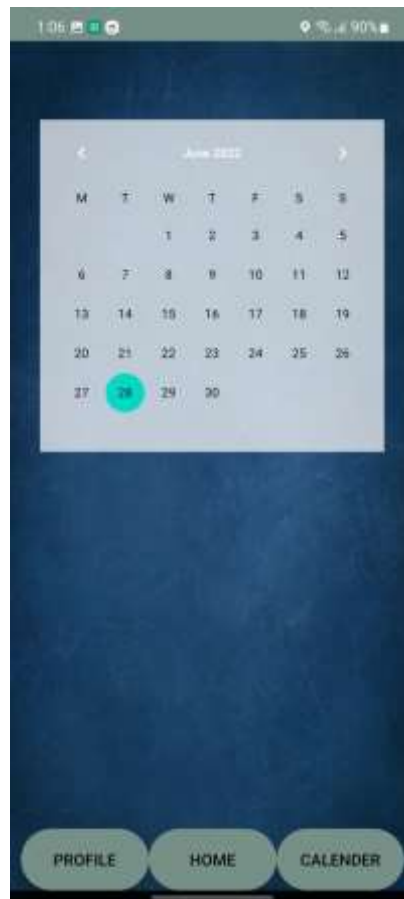 1:06 90%
June 2022
M T W T F S S
1 2 3 4 5
6 7 8 9 10 11 12
13 14 15 16 17 18 19
20 21 22 23 24 25 26
27 28 29 30
PROFILE HOME CALENDER